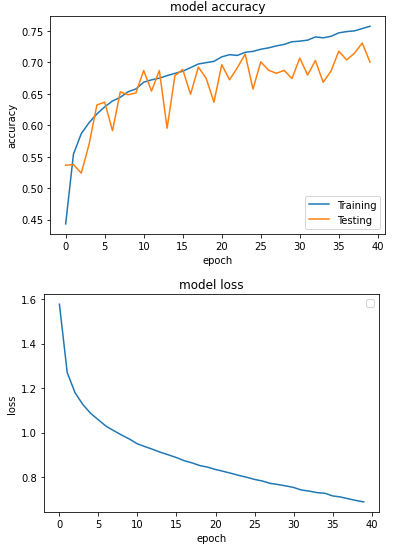 model accuracy
0.75
0.70
0.65
0.60
0.55
0.50
0.45
accuracy
Training
Testing
0 5 10 15 20 25 30 35 40
epoch
model loss
1.6
1.4
1.2
1.0
0.8
loss
0 5 10 15 20 25 30 35 40
epoch